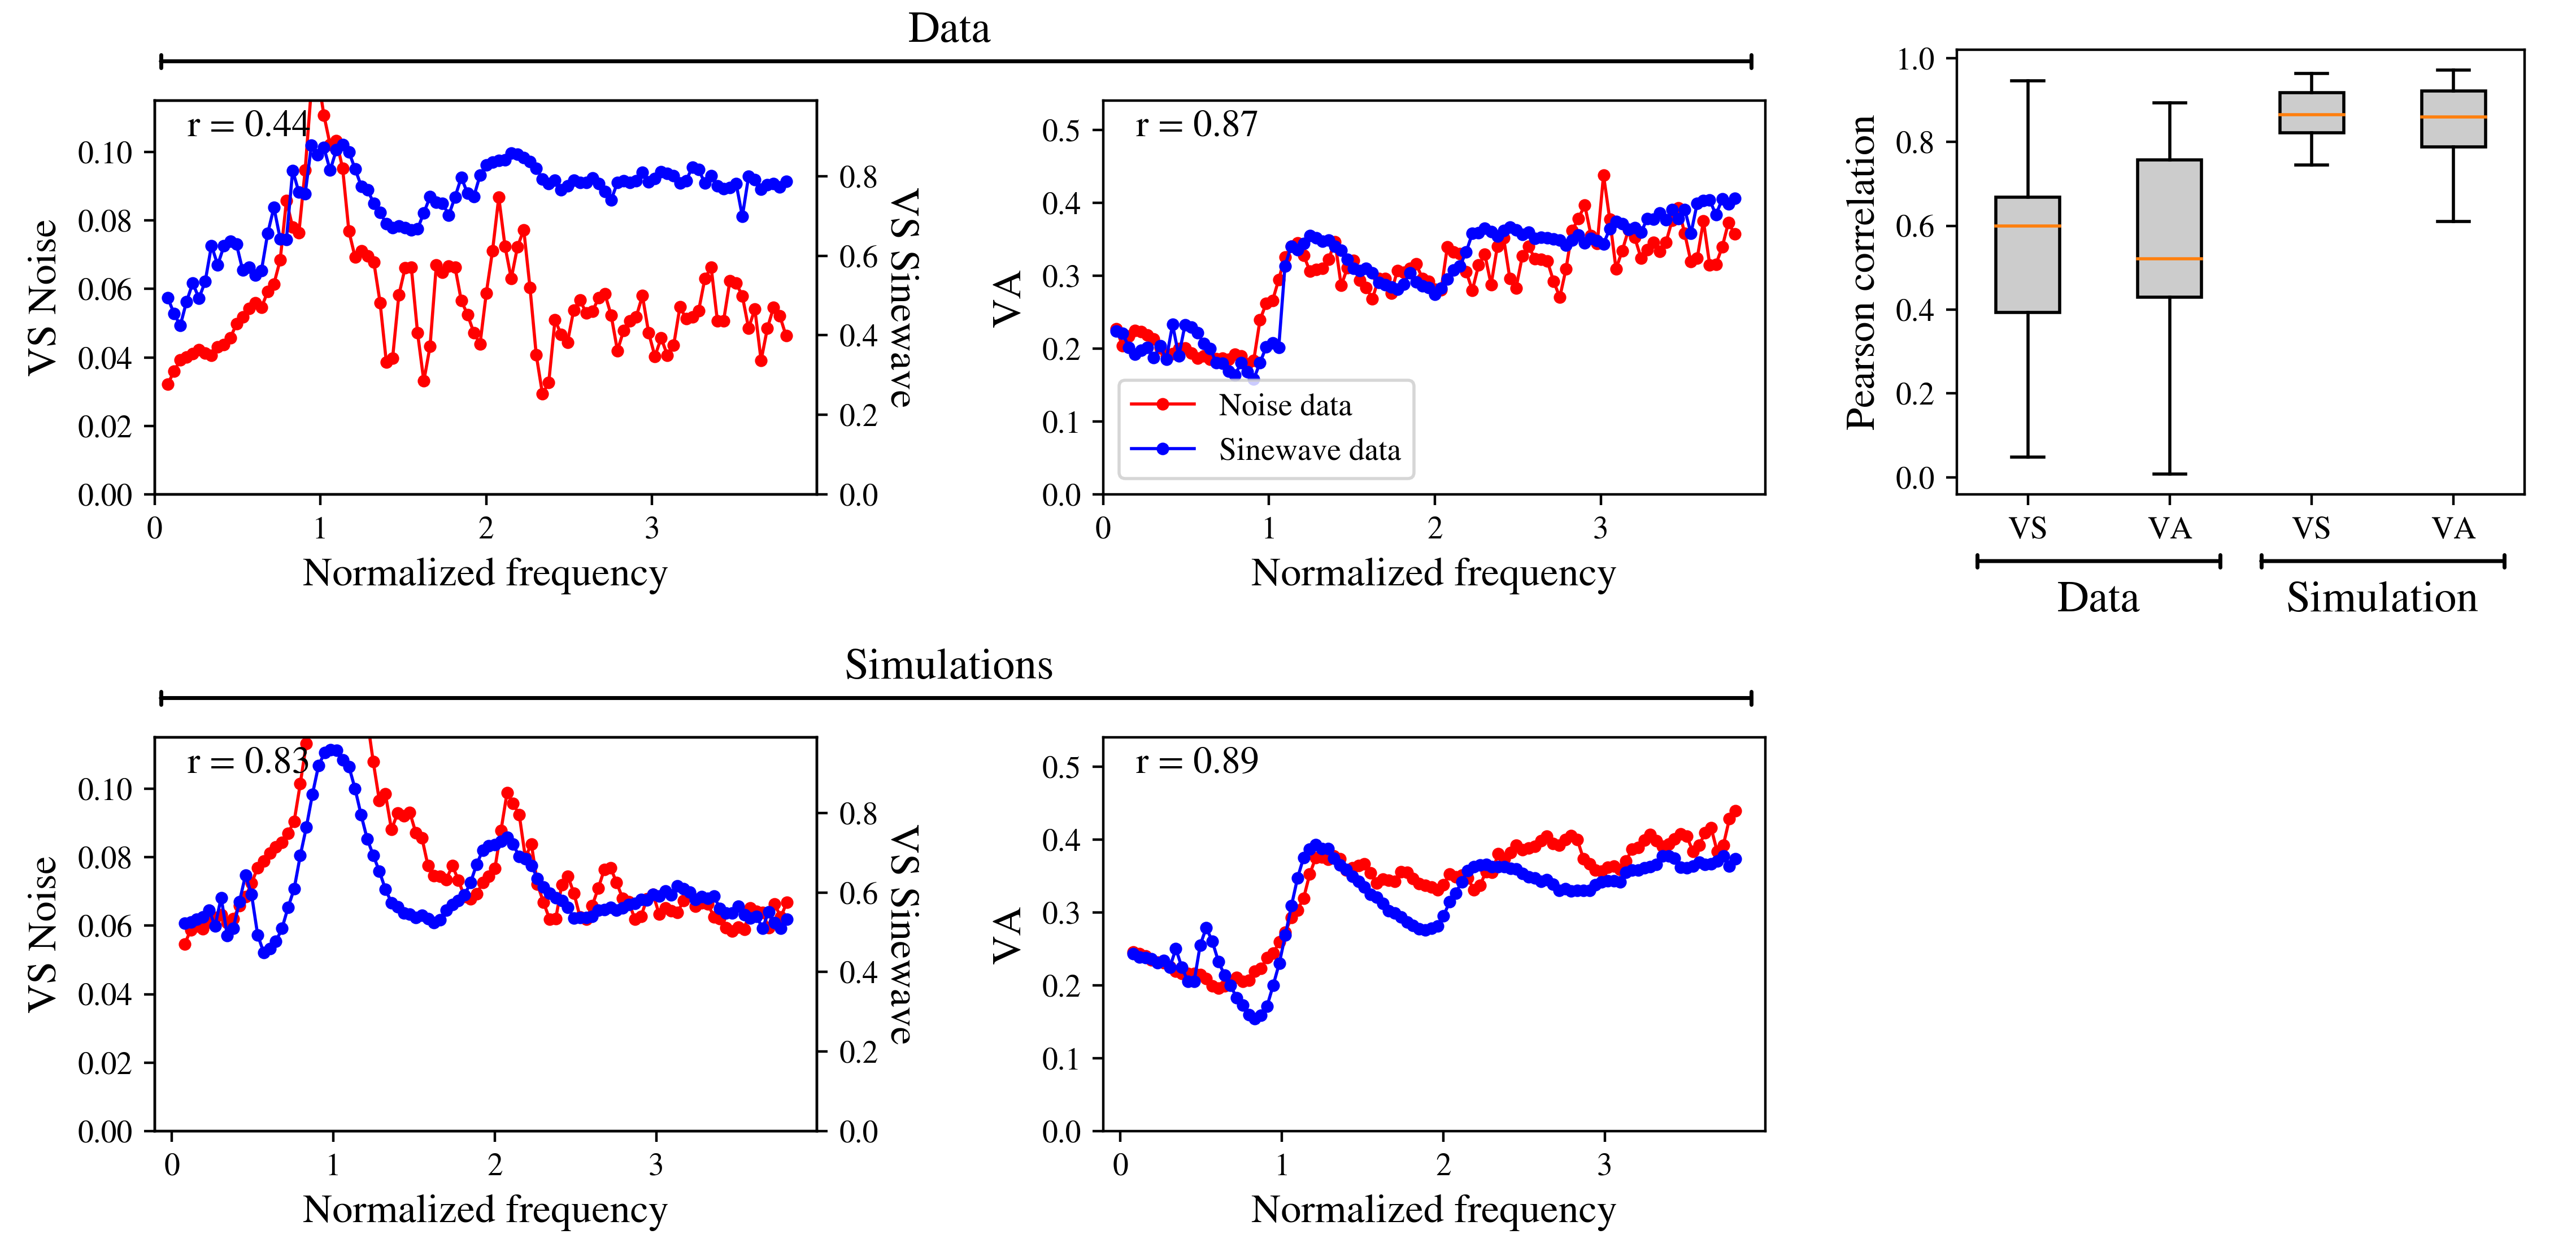 Data
r = 0.44
VS Noise
0.10
0.08
0.06
0.04
0.02
0.00
0.8
0.6
0.4
0.2
0.0
VS Sinewave
0 1 2 3
Normalized frequency
r = 0.87
VA
0.5
0.4
0.3
0.2
0.1
0.0
Noise data
Sinewave data
0 1 2 3
Normalized frequency
Pearson correlation
1.0
0.8
0.6
0.4
0.2
0.0
VS VA VS VA
Data Simulation
Simulations
r = 0.83
VS Noise
0.10
0.08
0.06
0.04
0.02
0.00
0.8
0.6
0.4
0.2
0.0
VS Sinewave
0 1 2 3
Normalized frequency
r = 0.89
VA
0.5
0.4
0.3
0.2
0.1
0.0
0 1 2 3
Normalized frequency